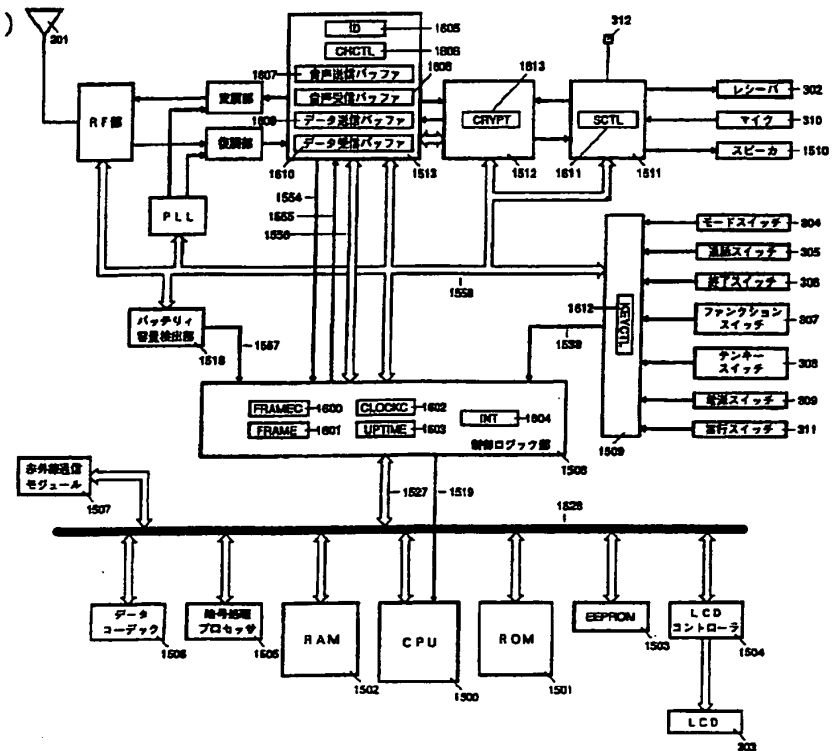 )
301
ID
1605
CHCTL
1606
1607
音声送信バッファ
1608
音声受信バッファ
1609
データ送信バッファ
1610
データ受信バッファ
1513
RF部
変調部
復調部
PLL
1613
CRYPT
1512
312
SCTL
1611
1511
レシーバ
302
マイク
310
スピーカ
1510
1554
1555
1556
1558
モードスイッチ
304
スイッチ
305
終了スイッチ
306
ファンクション
スイッチ
307
テンキー
スイッチ
308
電源スイッチ
309
実行スイッチ
311
1612
KEYCTL
1509
バッテリィ
容量検出部
1518
1557
1539
FRAMEC
1600
CLOCKC
1602
INT
1604
FRAME
1601
UPTIME
1603
制御ロジック部
1508
赤外線通信
モジュール
1507
1527
1519
1528
データ
コーデック
1506
暗号処理
プロセッサ
1505
RAM
1502
CPU
1500
ROM
1501
EEPROM
1503
LCD
コントローラ
1504
LCD
303